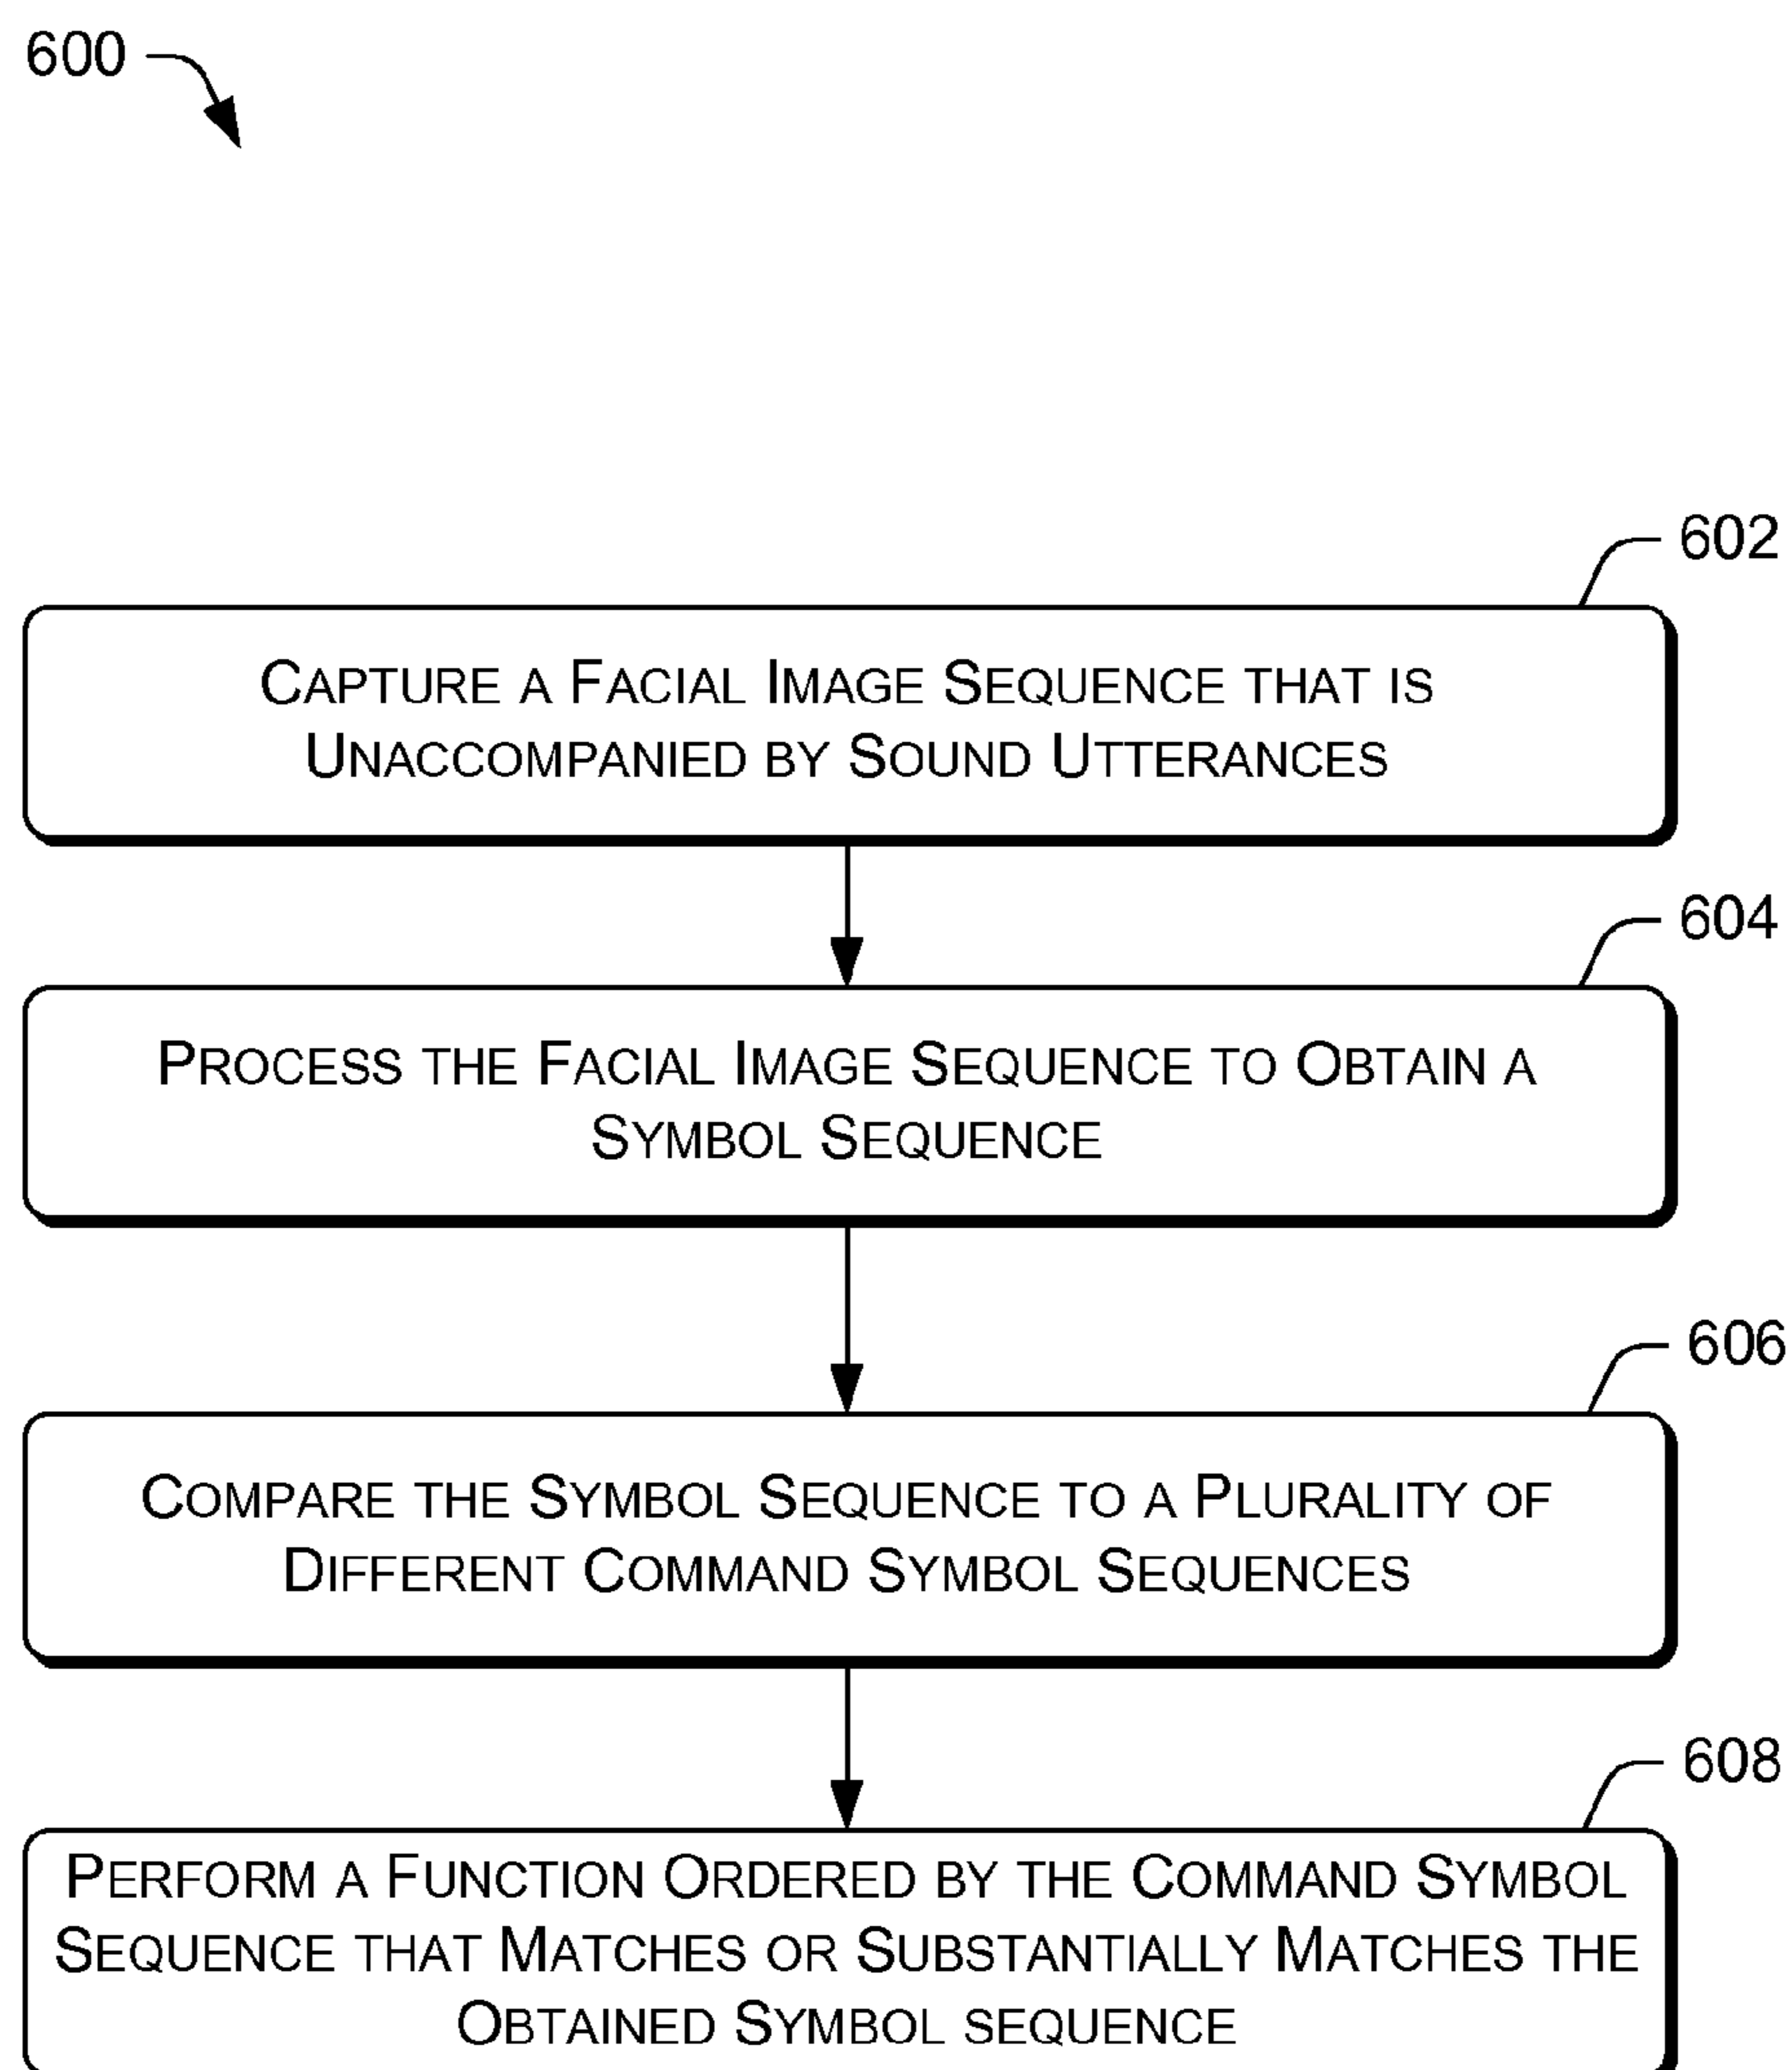 600
602
CAPTURE A FACIAL IMAGE SEQUENCE THAT IS
UNACCOMPANIED BY SOUND UTTERANCES
604
PROCESS THE FACIAL IMAGE SEQUENCE TO OBTAIN A
SYMBOL SEQUENCE
606
COMPARE THE SYMBOL SEQUENCE TO A PLURALITY OF
DIFFERENT COMMAND SYMBOL SEQUENCES
608
PERFORM A FUNCTION ORDERED BY THE COMMAND SYMBOL
SEQUENCE THAT MATCHES OR SUBSTANTIALLY MATCHES THE
OBTAINED SYMBOL SEQUENCE